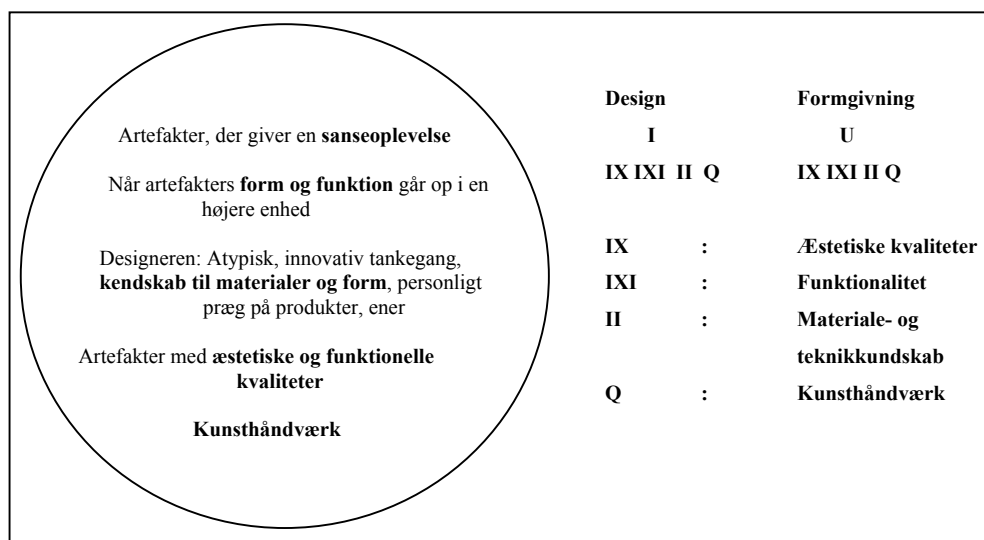 Artefakter, der giver en sanseoplevelse
Når artefakters form og funktion går op i en
højere enhed
Designeren: Atypisk, innovativ tankegang,
kendskab til materialer og form, personligt
præg på produkter, ener
Artefakter med æstetiske og funktionelle
kvaliteter
Kunsthåndværk
Design Formgivning
I U
IX IXI II Q IX IXI II Q
IX : Æstetiske kvaliteter
IXI : Funktionalitet
II : Materiale- og
teknikkundskab
Q : Kunsthåndværk